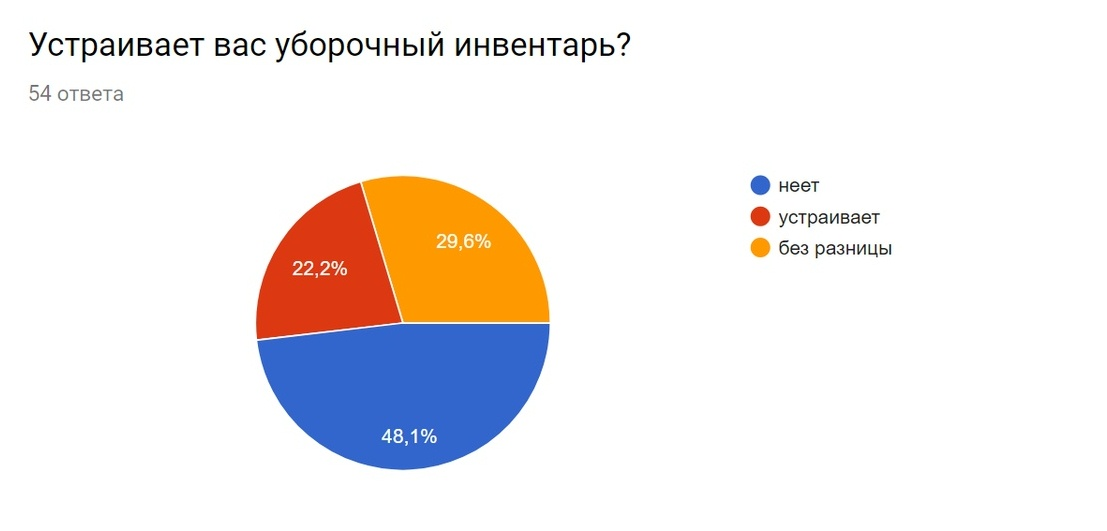 Устраивает вас уборочный инвентарь?
54 ответа
неет
устраивает
без разницы
29,6%
22,2%
48,1%